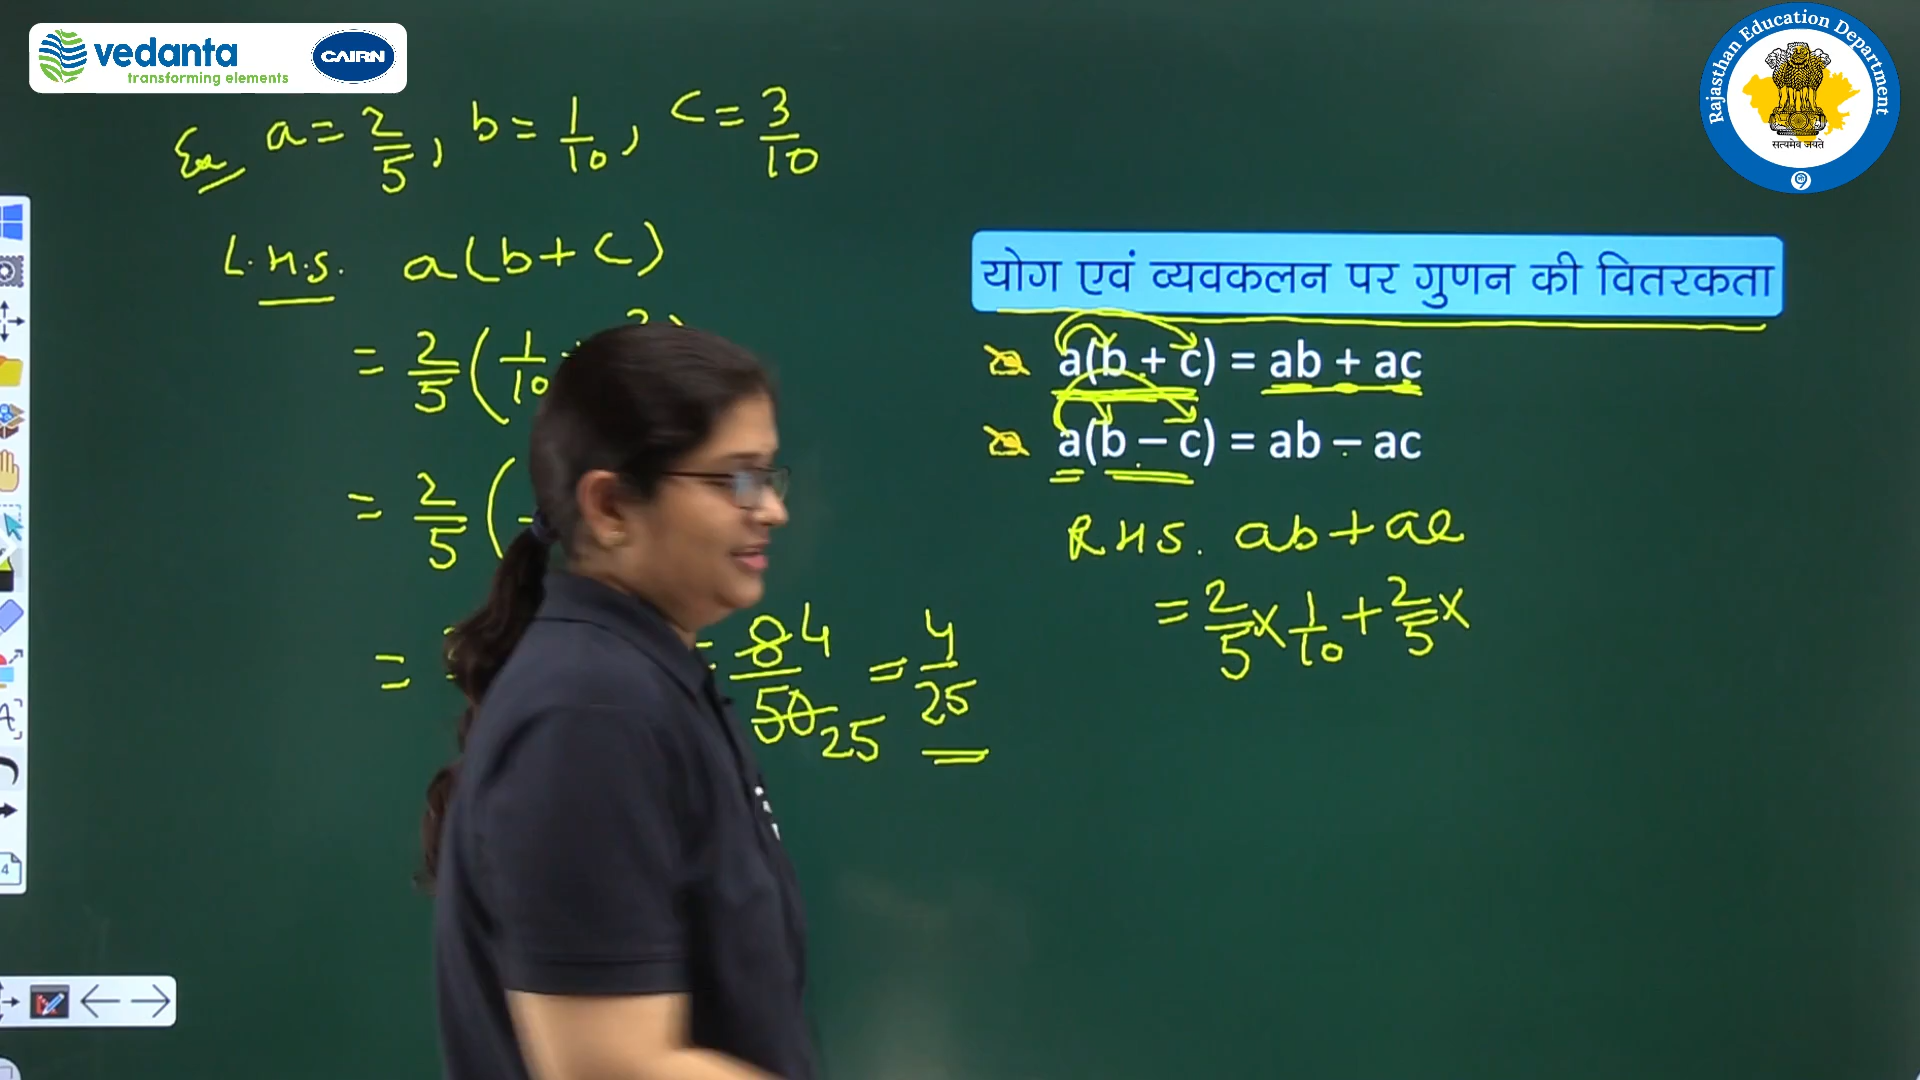 vedanta
transforming elements
CAIRN
Rajasthan Education Department
सत्यमेव जयते
Ex a = 2/5, b = 1/10, c = 3/10
L.H.S. a(b+c)
= 2/5 (1/10
= 2/5 (
=
= 8 4 / 50 25 = 4/25
योग एवं व्यवकलन पर गुणन की वितरकता
a(b + c) = ab + ac
a(b – c) = ab – ac
RHS. ab+ac
= 2/5 × 1/10 + 2/5 ×